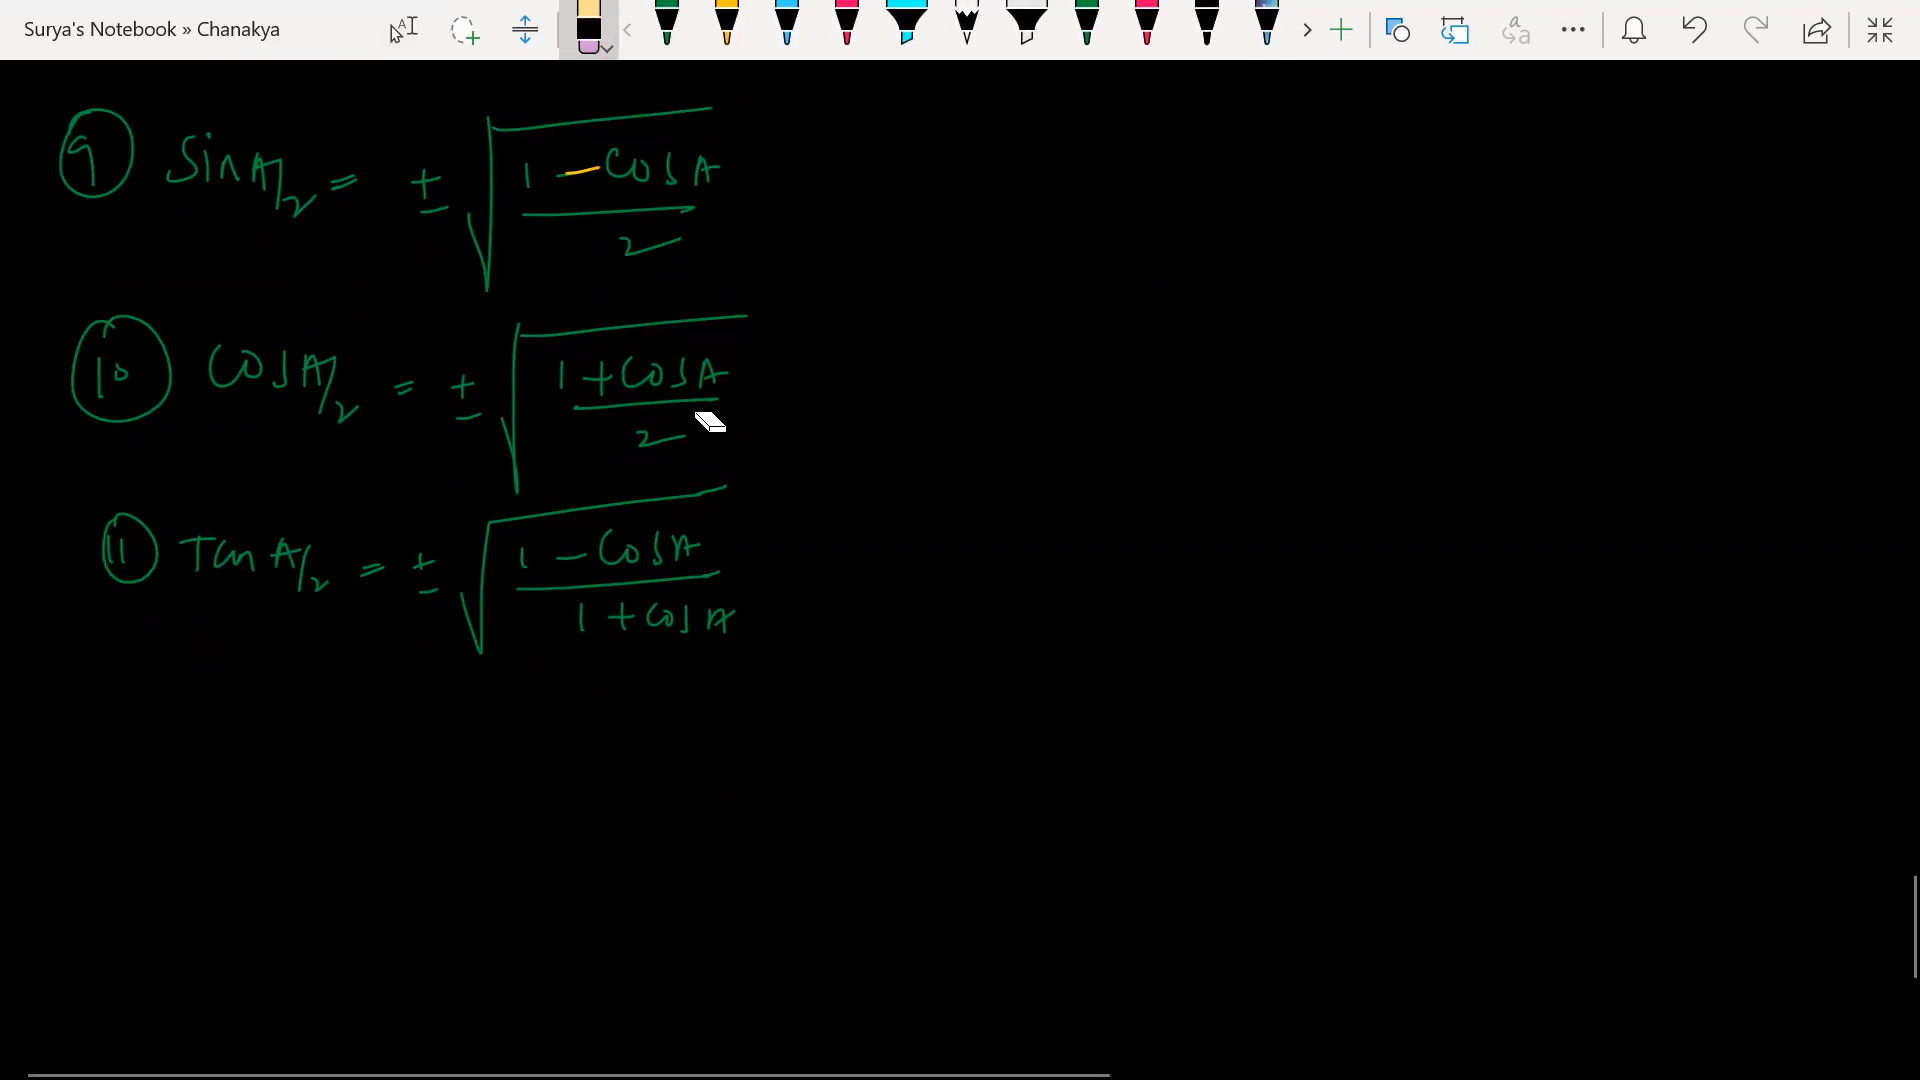 Surya's Notebook » Chanakya
⑨ Sin A/2 = ± √((1 - Cos A)/2)
⑩ Cos A/2 = ± √((1 + Cos A)/2)
⑪ Tan A/2 = ± √((1 - Cos A)/(1 + Cos A))